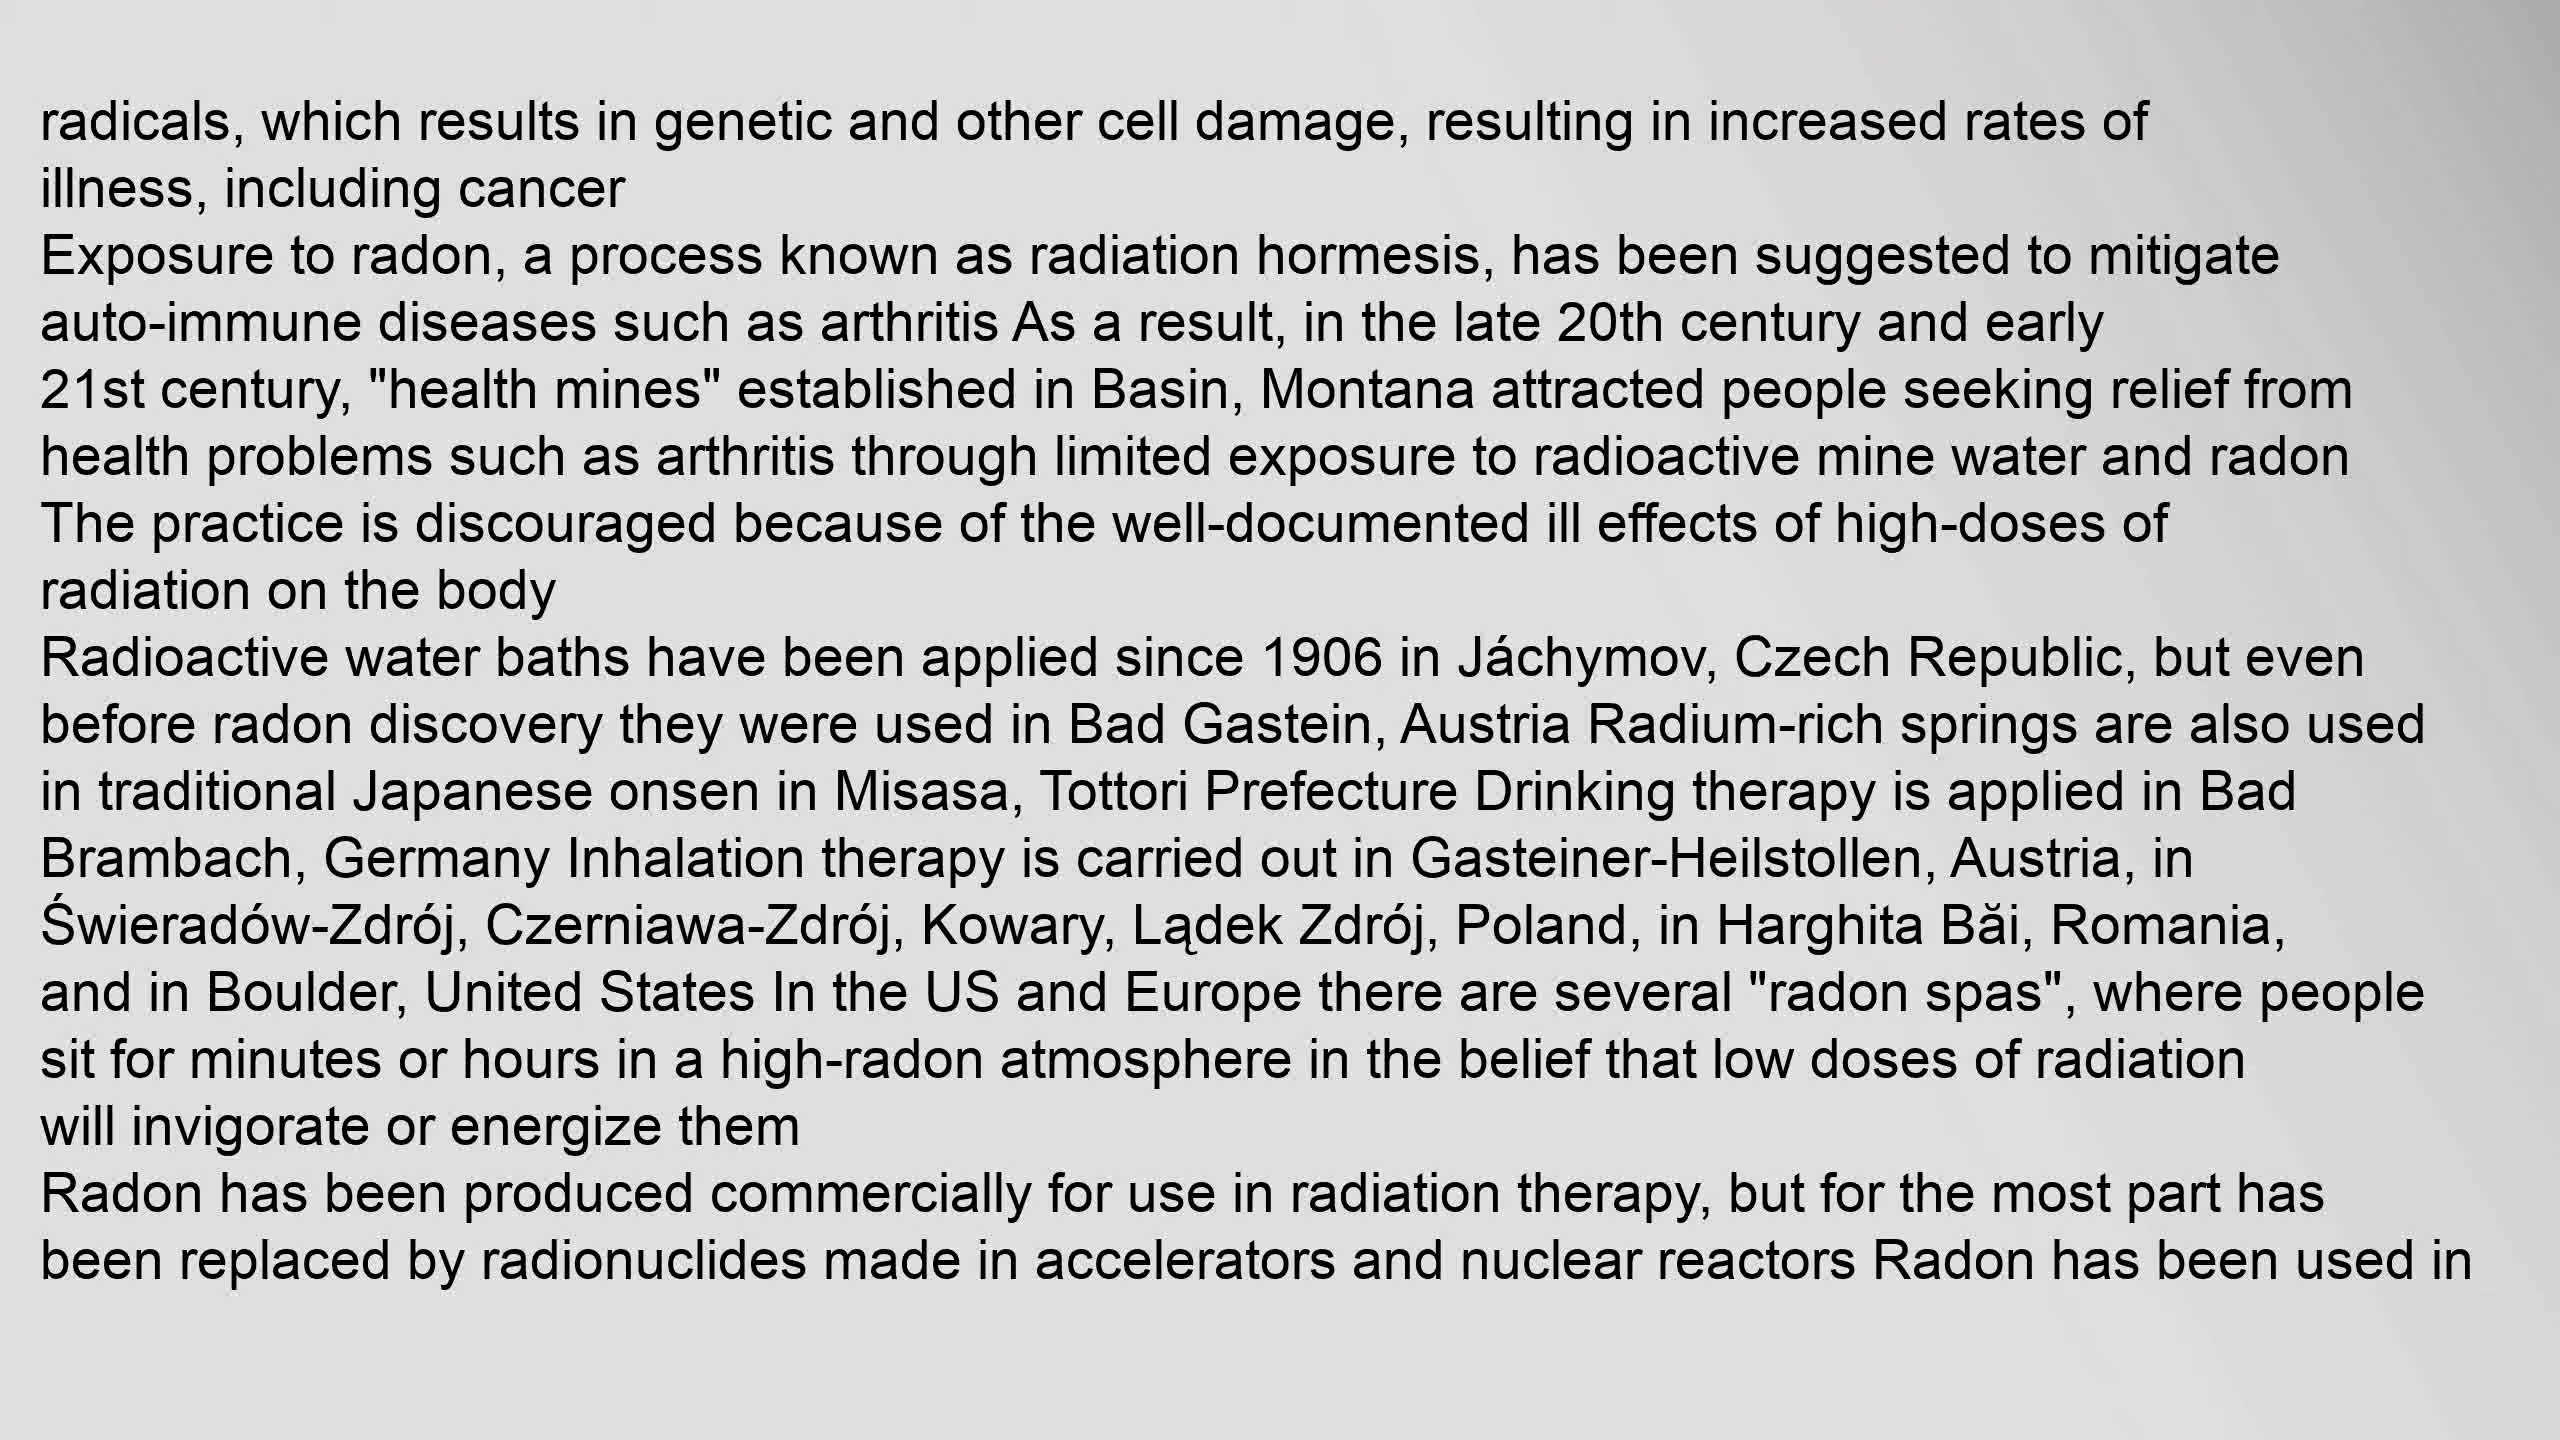 radicals, which results in genetic and other cell damage, resulting in increased rates of
illness, including cancer
Exposure to radon, a process known as radiation hormesis, has been suggested to mitigate
auto-immune diseases such as arthritis As a result, in the late 20th century and early
21st century, "health mines" established in Basin, Montana attracted people seeking relief from
health problems such as arthritis through limited exposure to radioactive mine water and radon
The practice is discouraged because of the well-documented ill effects of high-doses of
radiation on the body
Radioactive water baths have been applied since 1906 in Jáchymov, Czech Republic, but even
before radon discovery they were used in Bad Gastein, Austria Radium-rich springs are also used
in traditional Japanese onsen in Misasa, Tottori Prefecture Drinking therapy is applied in Bad
Brambach, Germany Inhalation therapy is carried out in Gasteiner-Heilstollen, Austria, in
Świeradów-Zdrój, Czerniawa-Zdrój, Kowary, Lądek Zdrój, Poland, in Harghita Băi, Romania,
and in Boulder, United States In the US and Europe there are several "radon spas", where people
sit for minutes or hours in a high-radon atmosphere in the belief that low doses of radiation
will invigorate or energize them
Radon has been produced commercially for use in radiation therapy, but for the most part has
been replaced by radionuclides made in accelerators and nuclear reactors Radon has been used in